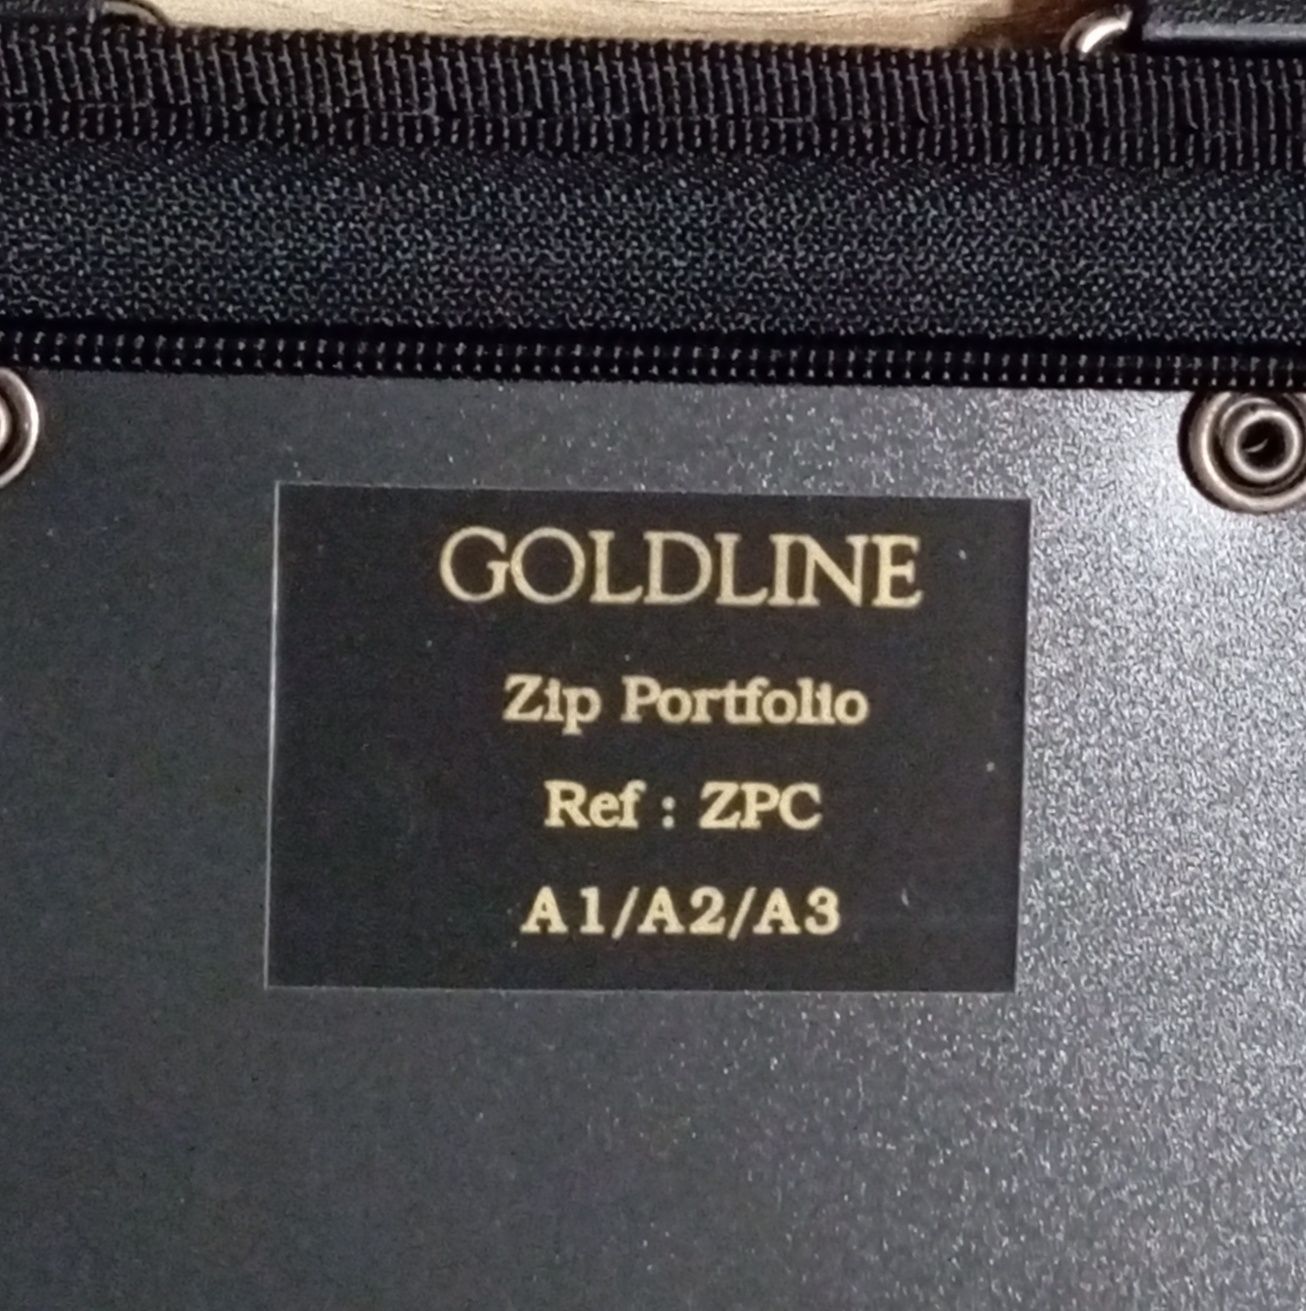 GOLDLINE
Zip Portfolio
Ref : ZPC
A1/A2/A3